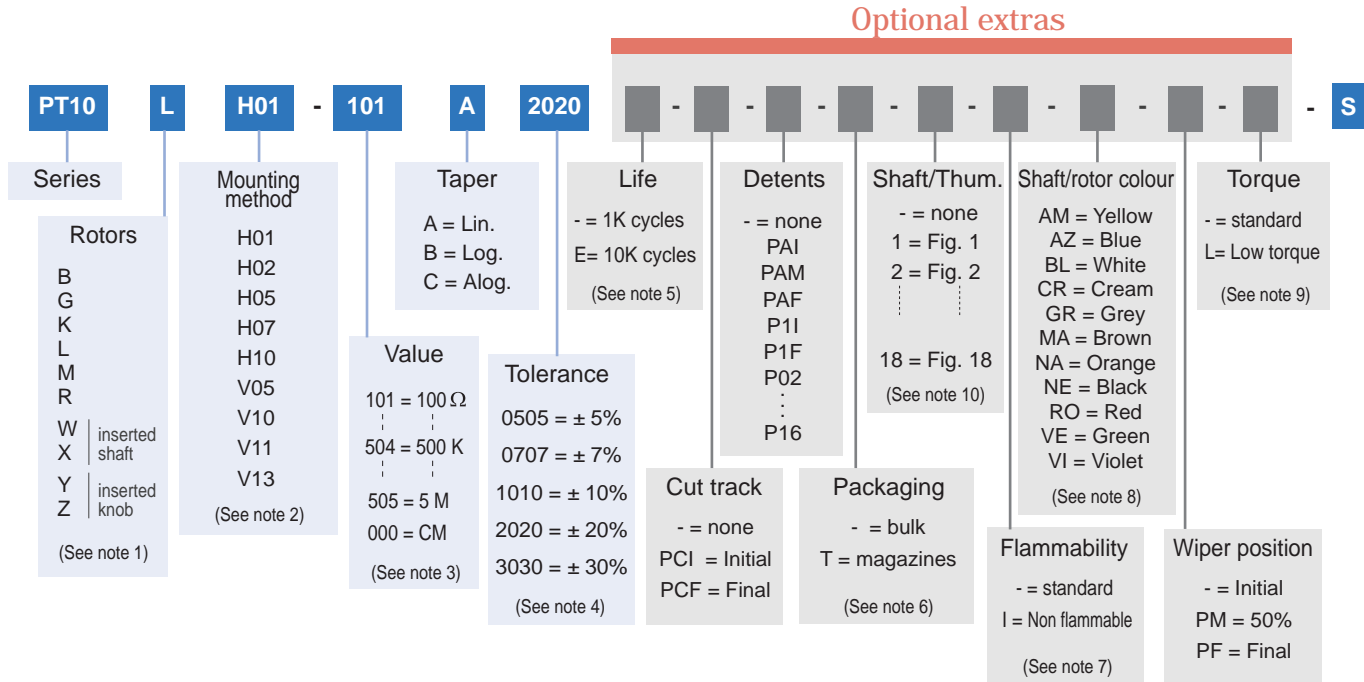 Optional extras
PT10 L H01 - 101 A 2020 - - - - - - - - - S
Series
Rotors
B
G
K
L
M
R
W
X
inserted
shaft
Y
Z
inserted
knob
(See note 1)
Mounting
method
H01
H02
H05
H07
H10
V05
V10
V11
V13
(See note 2)
Value
101 = 100 Ω
504 = 500 K
505 = 5 M
000 = CM
(See note 3)
Taper
A = Lin.
B = Log.
C = Alog.
Tolerance
0505 = ± 5%
0707 = ± 7%
1010 = ± 10%
2020 = ± 20%
3030 = ± 30%
(See note 4)
Life
- = 1K cycles
E= 10K cycles
(See note 5)
Cut track
- = none
PCI = Initial
PCF = Final
Detents
- = none
PAI
PAM
PAF
P1I
P1F
P02
:
:
P16
Packaging
- = bulk
T = magazines
(See note 6)
Shaft/Thum.
- = none
1 = Fig. 1
2 = Fig. 2
18 = Fig. 18
(See note 10)
Flammability
- = standard
I = Non flammable
(See note 7)
Shaft/rotor colour
AM = Yellow
AZ = Blue
BL = White
CR = Cream
GR = Grey
MA = Brown
NA = Orange
NE = Black
RO = Red
VE = Green
VI = Violet
(See note 8)
Wiper position
- = Initial
PM = 50%
PF = Final
Torque
- = standard
L= Low torque
(See note 9)